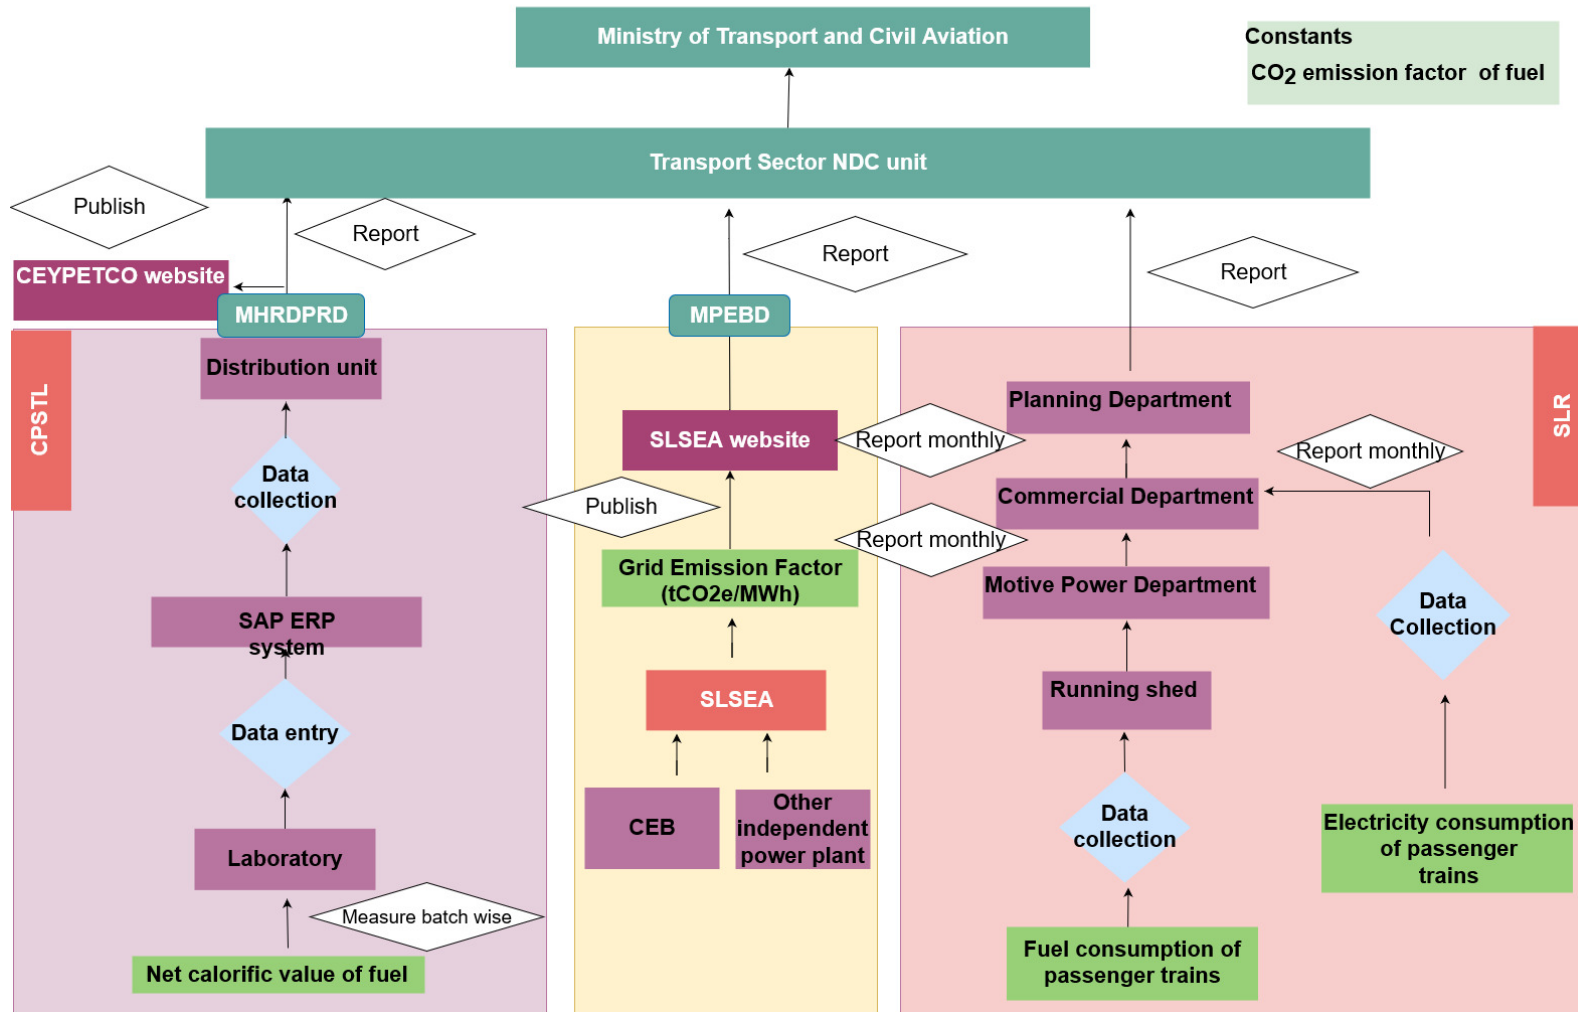 Ministry of Transport and Civil Aviation
Constants
CO2 emission factor of fuel
Transport Sector NDC unit
Publish
Report
Report
Report
CEYPETCO website
MHRDPRD
MPEBD
CPSTL
Distribution unit
Data
collection
SAP ERP
system
Data entry
Laboratory
Measure batch wise
Net calorific value of fuel
SLSEA website
Publish
Grid Emission Factor
(tCO2e/MWh)
SLSEA
CEB
Other
independent
power plant
SLR
Planning Department
Report monthly
Report monthly
Commercial Department
Report monthly
Motive Power Department
Data
Collection
Running shed
Data
collection
Electricity consumption
of passenger
trains
Fuel consumption of
passenger trains